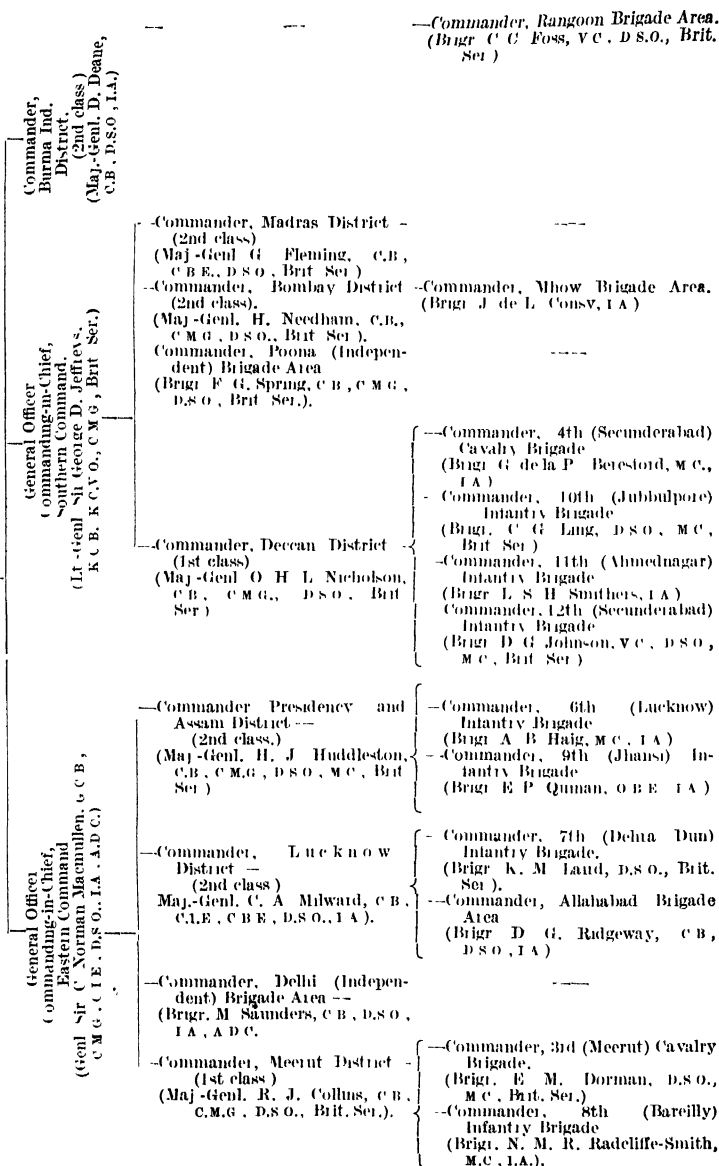 —Commander, Rangoon Brigade Area.
(Brigr C C Foss, V C, D S.O., Brit.
Ser )
Commander,
Burma Ind.
District.
(2nd class )
(Maj.-Genl. D. Deane,
C.B , D.S.O , I.A.)
General Officer
Commanding-in-Chief,
Southern Command.
(Lt -Genl Sir George D. Jeffreys.
K C B. K C.V O., C M G , Brit Ser.)
-Commander, Madras District -
(2nd class)
(Maj -Genl G Fleming, C.B ,
C B E., D S O , Brit Ser )
--Commander, Bombay District
(2nd class).
(Maj -Genl. H. Needham, C.B.,
C M G , D S O., Brit Ser ).
Commander, Poona (Indepen-
dent) Brigade Area
(Brigr F G. Spring, C B , C M G ,
D.S O , Brit Ser.).
--Commander, Mhow Brigade Area.
(Brigr J de L Consv, I A )
—Commander, Deccan District
(1st class)
(Maj -Genl O H L Nicholson,
C B , C M G., D S O , Brit
Ser )
—Commander, 4th (Secunderabad)
Cavalry Brigade
(Brigr G de la P Beresford, M C.,
I A )
- Commander, 10th (Jubbulpore)
Infantry Brigade
(Brigr. C G Ling, D S O , M C ,
Brit Ser )
-Commander, 11th (Ahmednagar)
Infantry Brigade
(Brigr L S H Smithers, I A )
Commander, 12th (Secunderabad)
Infantry Brigade
(Brigr D G Johnson, V C , D S O ,
M C , Brit Ser )
General Officer
Commanding-in-Chief,
Eastern Command
(Genl Sir C Norman Macmullen, G C B ,
C M G , C I E , D.S O., I.A , A.D C.)
—Commander Presidency and
Assam District --
(2nd class.)
(Maj -Genl. H. J Huddleston,
C.B , C M.G , D S O , M C , Brit
Ser )
—Commander, 6th (Lucknow)
Infantry Brigade
(Brigr A B Haig, M C , I A )
--Commander, 9th (Jhansi) In-
fantry Brigade
(Brigr E P Quinan, O B E I A )
—Commander, Lucknow
District —
(2nd class )
Maj.-Genl. C. A Milward, C B ,
C.I.E , C B E , D.S O., I A ).
- Commander, 7th (Dehra Dun)
Infantry Brigade.
(Brigr K. M Laird, D.S O., Brit.
Ser ).
--Commander, Allahabad Brigade
Area
(Brigr D G. Ridgeway, C B ,
D S O , I A )
—Commander, Delhi (Indepen-
dent) Brigade Area --
(Brigr. M Saunders, C B , D.S O ,
I A , A D C.
—Commander, Meerut District -
(1st class )
(Maj -Genl. R. J. Collins, C B ,
C.M.G , D.S O., Brit. Ser.).
—Commander, 3rd (Meerut) Cavalry
Brigade.
(Brigr. E M. Dorman, D.S.O.,
M C , Brit. Ser.)
--Commander, 8th (Bareilly)
Infantry Brigade
(Brigr. N. M. R. Radcliffe-Smith,
M.C , I.A.).